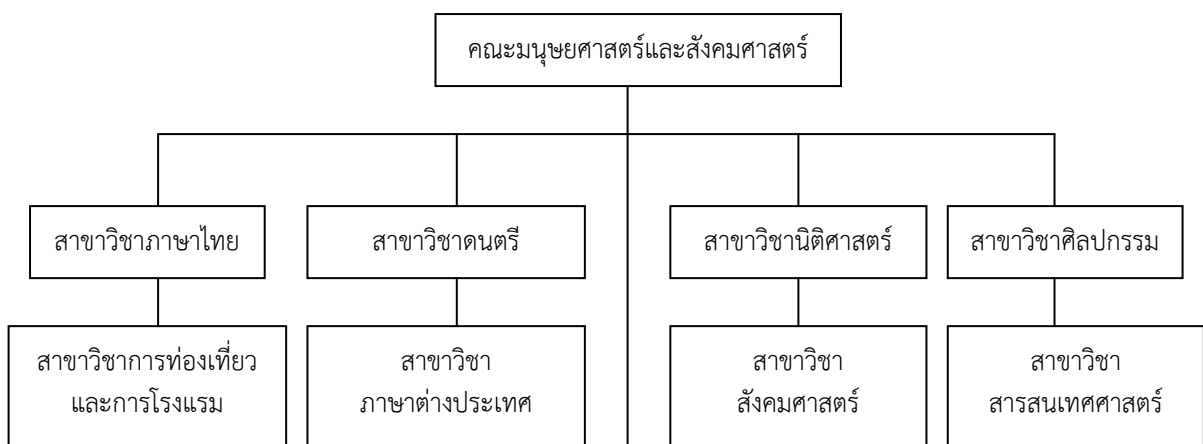 คณะมนุษยศาสตร์และสังคมศาสตร์
สาขาวิชาภาษาไทย
สาขาวิชาดนตรี
สาขาวิชานิติศาสตร์
สาขาวิชาศิลปกรรม
สาขาวิชาการท่องเที่ยว
และการโรงแรม
สาขาวิชา
ภาษาต่างประเทศ
สาขาวิชา
สังคมศาสตร์
สาขาวิชา
สารสนเทศศาสตร์